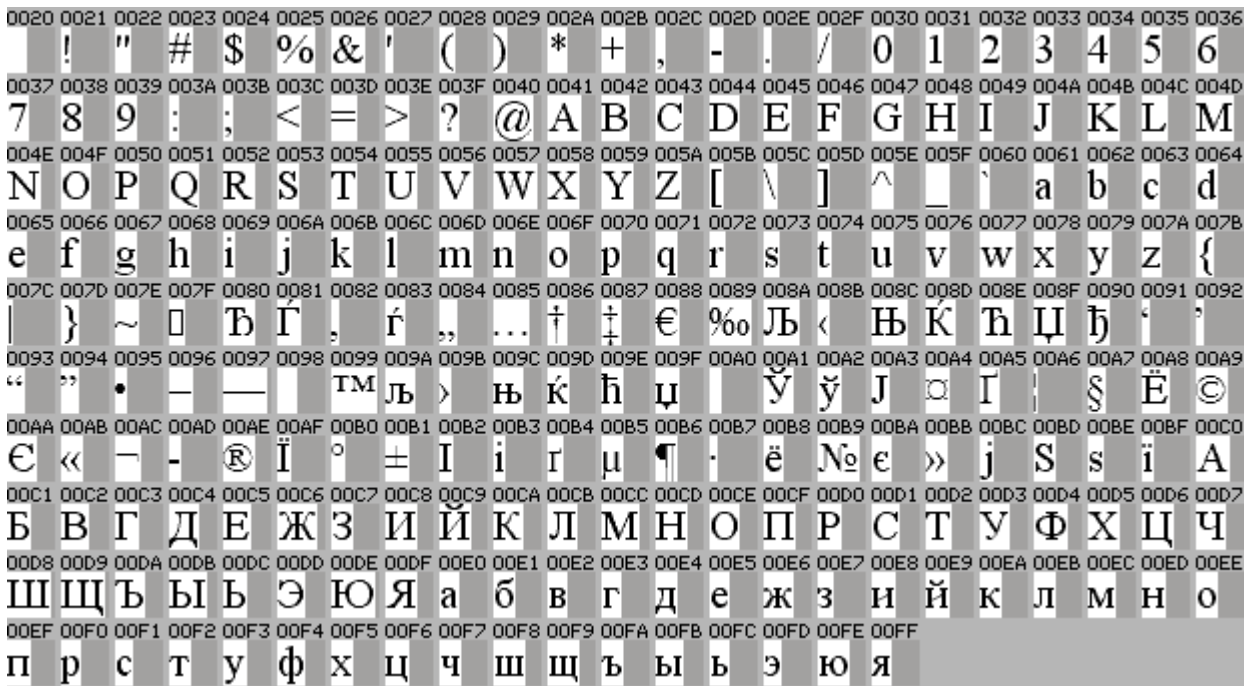 0020 0021 0022 0023 0024 0025 0026 0027 0028 0029 002A 002B 002C 002D 002E 002F 0030 0031 0032 0033 0034 0035 0036
! " # $ % & ' ( ) * + , - . / 0 1 2 3 4 5 6
0037 0038 0039 003A 003B 003C 003D 003E 003F 0040 0041 0042 0043 0044 0045 0046 0047 0048 0049 004A 004B 004C 004D
7 8 9 : ; < = > ? @ A B C D E F G H I J K L M
004E 004F 0050 0051 0052 0053 0054 0055 0056 0057 0058 0059 005A 005B 005C 005D 005E 005F 0060 0061 0062 0063 0064
N O P Q R S T U V W X Y Z [ \ ] ^ _ ` a b c d
0065 0066 0067 0068 0069 006A 006B 006C 006D 006E 006F 0070 0071 0072 0073 0074 0075 0076 0077 0078 0079 007A 007B
e f g h i j k l m n o p q r s t u v w x y z {
007C 007D 007E 007F 0080 0081 0082 0083 0084 0085 0086 0087 0088 0089 008A 008B 008C 008D 008E 008F 0090 0091 0092
| } ~ ▯ Ђ Ѓ ‚ ѓ „ … † ‡ € ‰ Љ ‹ Њ Ќ Ћ Џ ђ ‘ ’
0093 0094 0095 0096 0097 0098 0099 009A 009B 009C 009D 009E 009F 00A0 00A1 00A2 00A3 00A4 00A5 00A6 00A7 00A8 00A9
“ ” • – — ™ љ › њ ќ ћ џ Ў ў Ј ¤ Ґ ¦ § Ё ©
00AA 00AB 00AC 00AD 00AE 00AF 00B0 00B1 00B2 00B3 00B4 00B5 00B6 00B7 00B8 00B9 00BA 00BB 00BC 00BD 00BE 00BF 00C0
Є « ¬ - ® Ї ° ± І і ґ µ ¶ · ё № є » ј Ѕ ѕ ї А
00C1 00C2 00C3 00C4 00C5 00C6 00C7 00C8 00C9 00CA 00CB 00CC 00CD 00CE 00CF 00D0 00D1 00D2 00D3 00D4 00D5 00D6 00D7
Б В Г Д Е Ж З И Й К Л М Н О П Р С Т У Ф Х Ц Ч
00D8 00D9 00DA 00DB 00DC 00DD 00DE 00DF 00E0 00E1 00E2 00E3 00E4 00E5 00E6 00E7 00E8 00E9 00EA 00EB 00EC 00ED 00EE
Ш Щ Ъ Ы Ь Э Ю Я а б в г д е ж з и й к л м н о
00EF 00F0 00F1 00F2 00F3 00F4 00F5 00F6 00F7 00F8 00F9 00FA 00FB 00FC 00FD 00FE 00FF
п р с т у ф х ц ч ш щ ъ ы ь э ю я